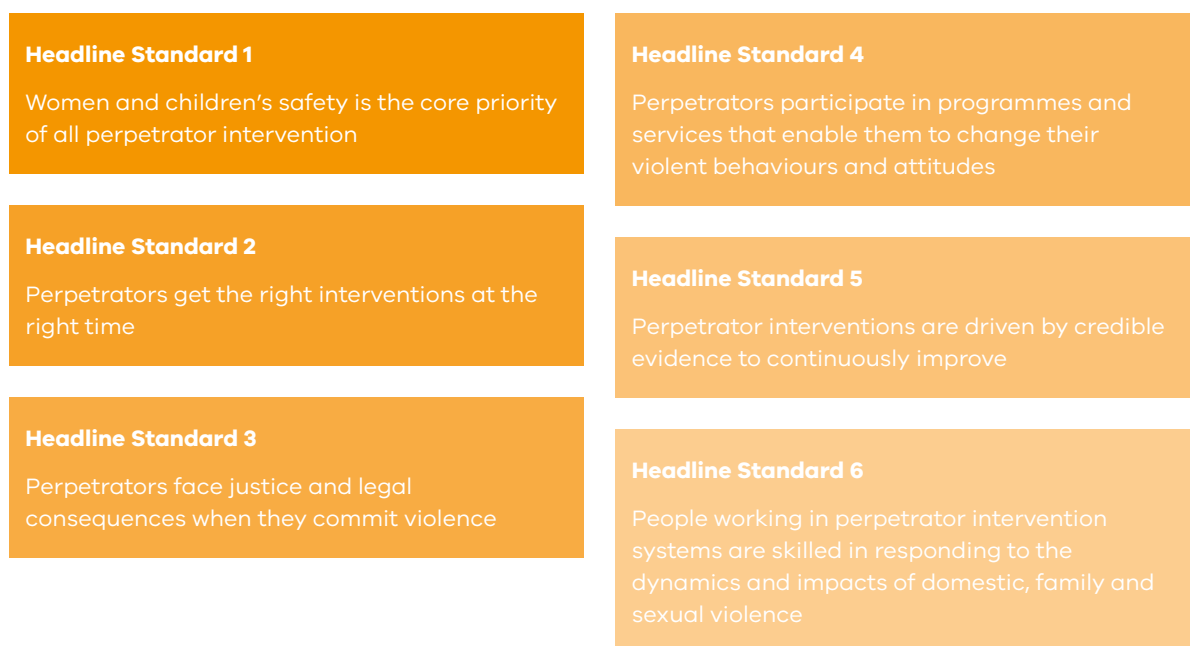 Headline Standard 1
Women and children's safety is the core priority
of all perpetrator intervention
Headline Standard 2
Perpetrators get the right interventions at the
right time
Headline Standard 3
Perpetrators face justice and legal
consequences when they commit violence
Headline Standard 4
Perpetrators participate in programmes and
services that enable them to change their
violent behaviours and attitudes
Headline Standard 5
Perpetrator interventions are driven by credible
evidence to continuously improve
Headline Standard 6
People working in perpetrator intervention
systems are skilled in responding to the
dynamics and impacts of domestic, family and
sexual violence